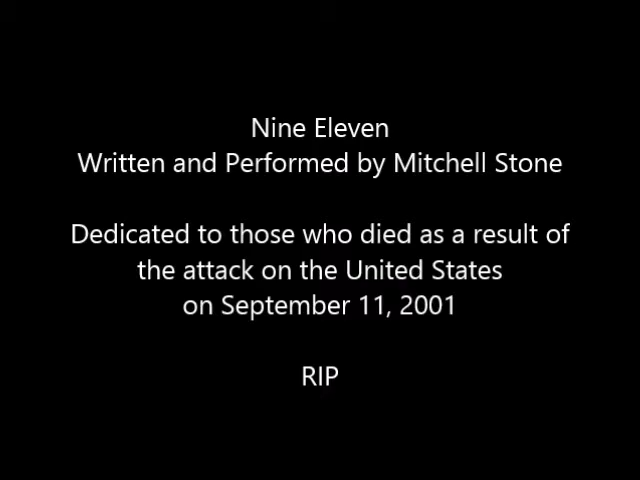 Nine Eleven
Written and Performed by Mitchell Stone
Dedicated to those who died as a result of
the attack on the United States
on September 11, 2001
RIP